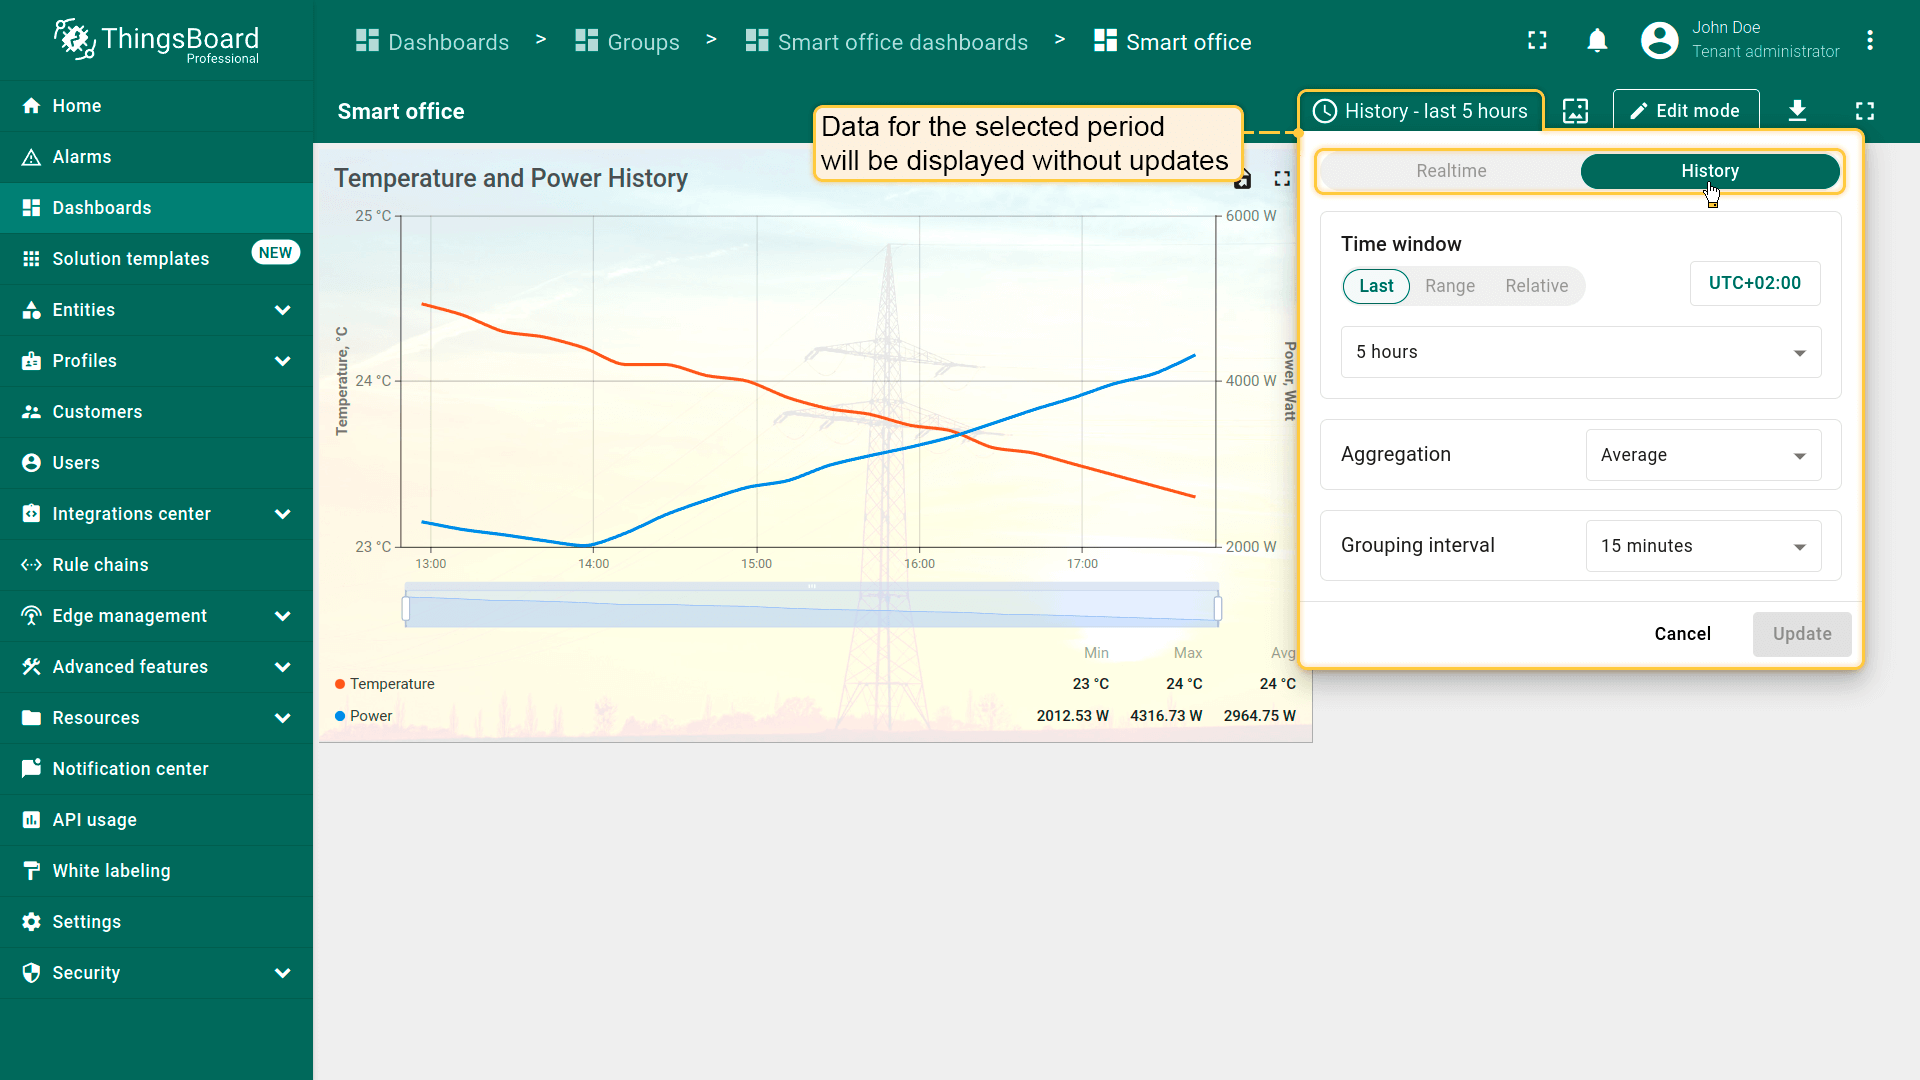 ThingsBoard
Professional
Dashboards > Groups > Smart office dashboards > Smart office
John Doe
Tenant administrator
Home
Alarms
Dashboards
Solution templates NEW
Entities
Profiles
Customers
Users
Integrations center
Rule chains
Edge management
Advanced features
Resources
Notification center
API usage
White labeling
Settings
Security
Smart office
History - last 5 hours
Edit mode
Data for the selected period
will be displayed without updates
Temperature and Power History
25 °C
24 °C
23 °C
Temperature, °C
6000 W
4000 W
2000 W
Power, Watt
13:00 14:00 15:00 16:00 17:00
Min Max Avg
Temperature 23 °C 24 °C 24 °C
Power 2012.53 W 4316.73 W 2964.75 W
Realtime History
Time window
Last Range Relative
UTC+02:00
5 hours
Aggregation Average
Grouping interval 15 minutes
Cancel Update